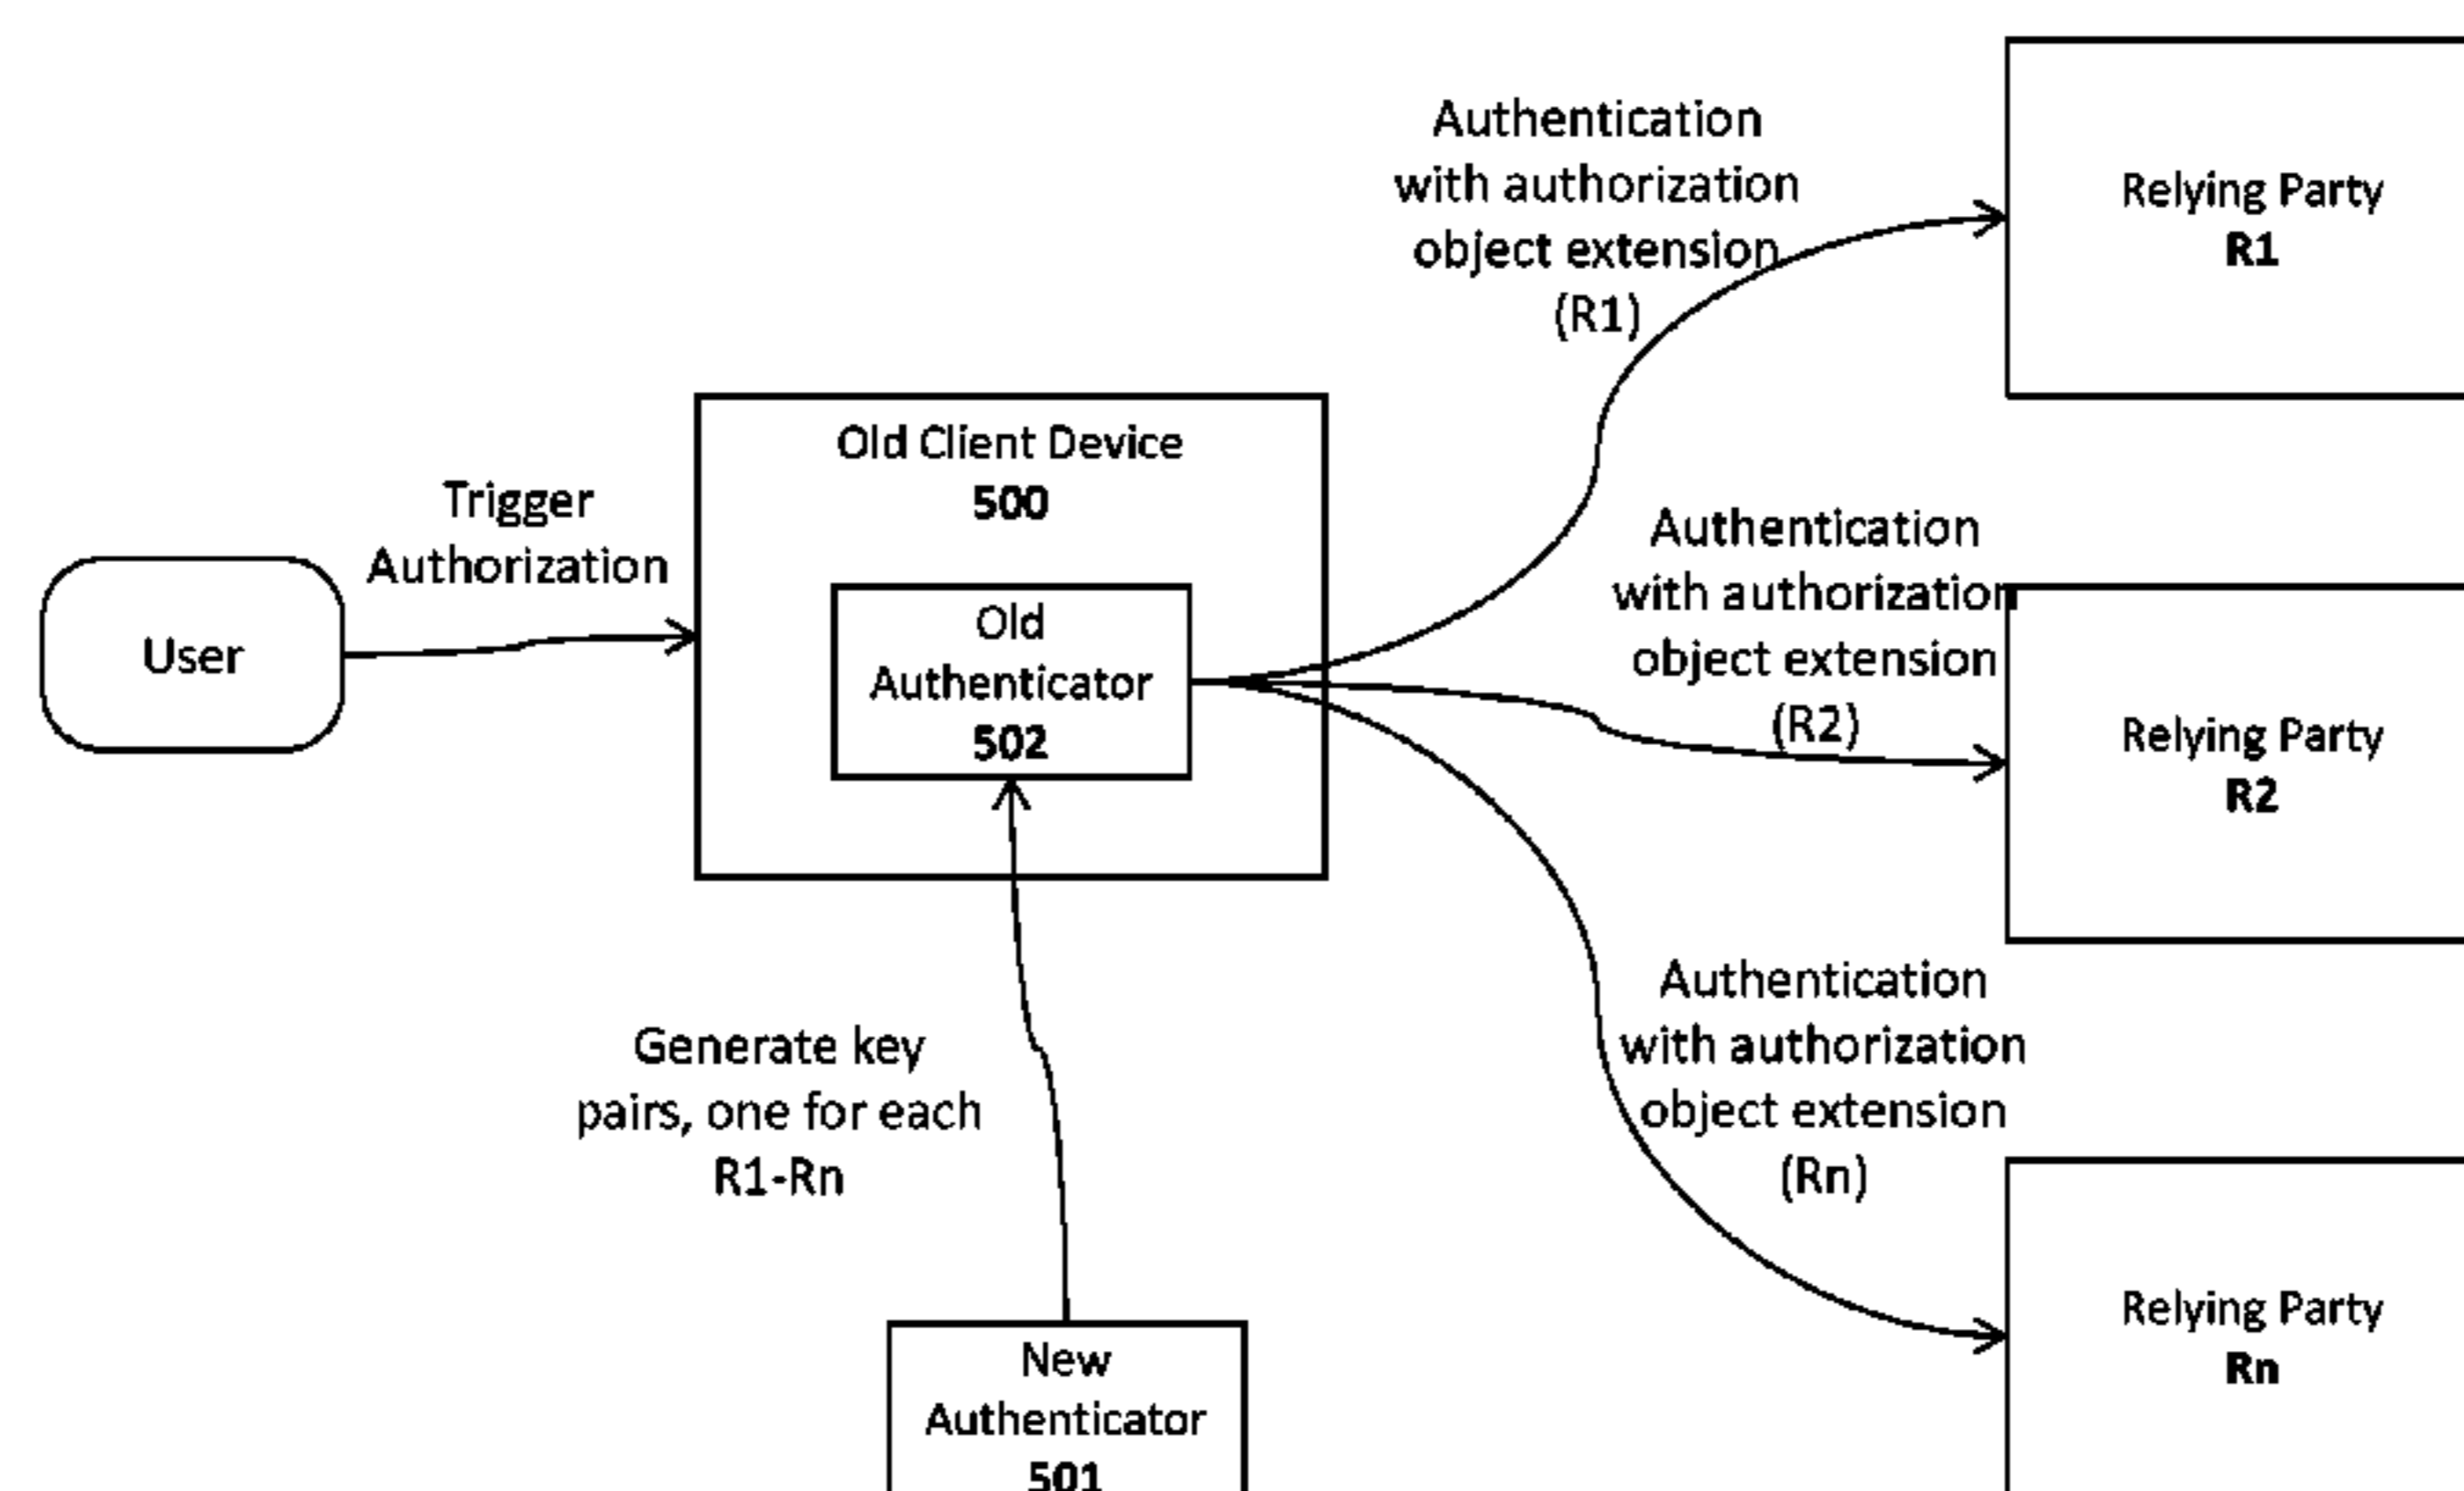 Authentication
with authorization
object extension
(R1)
Relying Party
R1
Old Client Device
500
Trigger
Authorization
User
Old
Authenticator
502
Authentication
with authorization
object extension
(R2)
Relying Party
R2
Generate key
pairs, one for each
R1-Rn
Authentication
with authorization
object extension
(Rn)
Relying Party
Rn
New
Authenticator
501